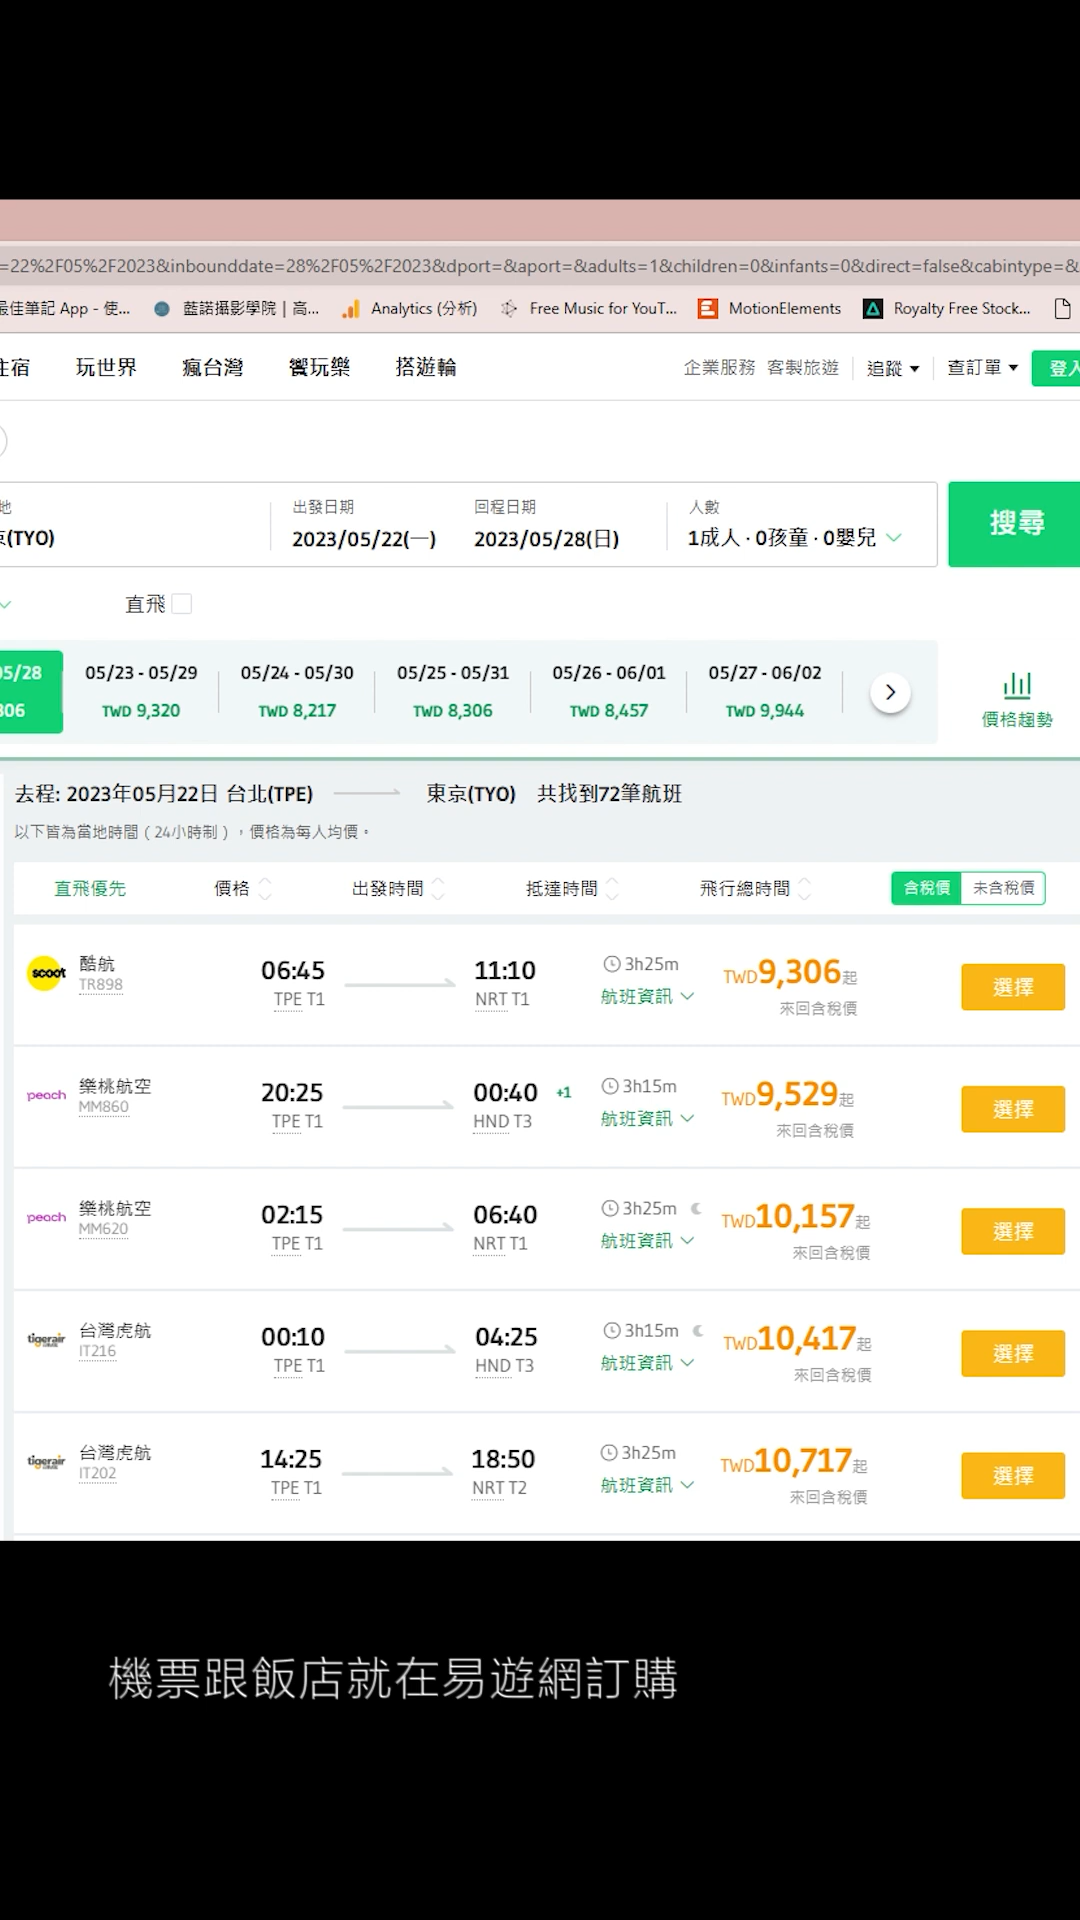 =22%2F05%2F2023&inbounddate=28%2F05%2F2023&dport=&aport=&adults=1&children=0&infants=0&direct=false&cabintype=&
最佳筆記 App - 使... 藍諾攝影學院 | 高... Analytics (分析) Free Music for YouT... MotionElements Royalty Free Stock...
住宿 玩世界 瘋台灣 饗玩樂 搭遊輪 企業服務 客製旅遊 追蹤 查訂單 登入
地 出發日期 回程日期 人數
(TYO) 2023/05/22(一) 2023/05/28(日) 1成人 · 0孩童 · 0嬰兒 搜尋
直飛
05/28 05/23 - 05/29 05/24 - 05/30 05/25 - 05/31 05/26 - 06/01 05/27 - 06/02
306 TWD 9,320 TWD 8,217 TWD 8,306 TWD 8,457 TWD 9,944 價格趨勢
去程: 2023年05月22日 台北(TPE) 東京(TYO) 共找到72筆航班
以下皆為當地時間（24小時制），價格為每人均價。
直飛優先 價格 出發時間 抵達時間 飛行總時間 含稅價 未含稅價
scoot 酷航 06:45 11:10 3h25m TWD9,306起 選擇
TR898 TPE T1 NRT T1 航班資訊 來回含稅價
peach 樂桃航空 20:25 00:40 +1 3h15m TWD9,529起 選擇
MM860 TPE T1 HND T3 航班資訊 來回含稅價
peach 樂桃航空 02:15 06:40 3h25m TWD10,157起 選擇
MM620 TPE T1 NRT T1 航班資訊 來回含稅價
tigerair 台灣虎航 00:10 04:25 3h15m TWD10,417起 選擇
IT216 TPE T1 HND T3 航班資訊 來回含稅價
tigerair 台灣虎航 14:25 18:50 3h25m TWD10,717起 選擇
IT202 TPE T1 NRT T2 航班資訊 來回含稅價
機票跟飯店就在易遊網訂購